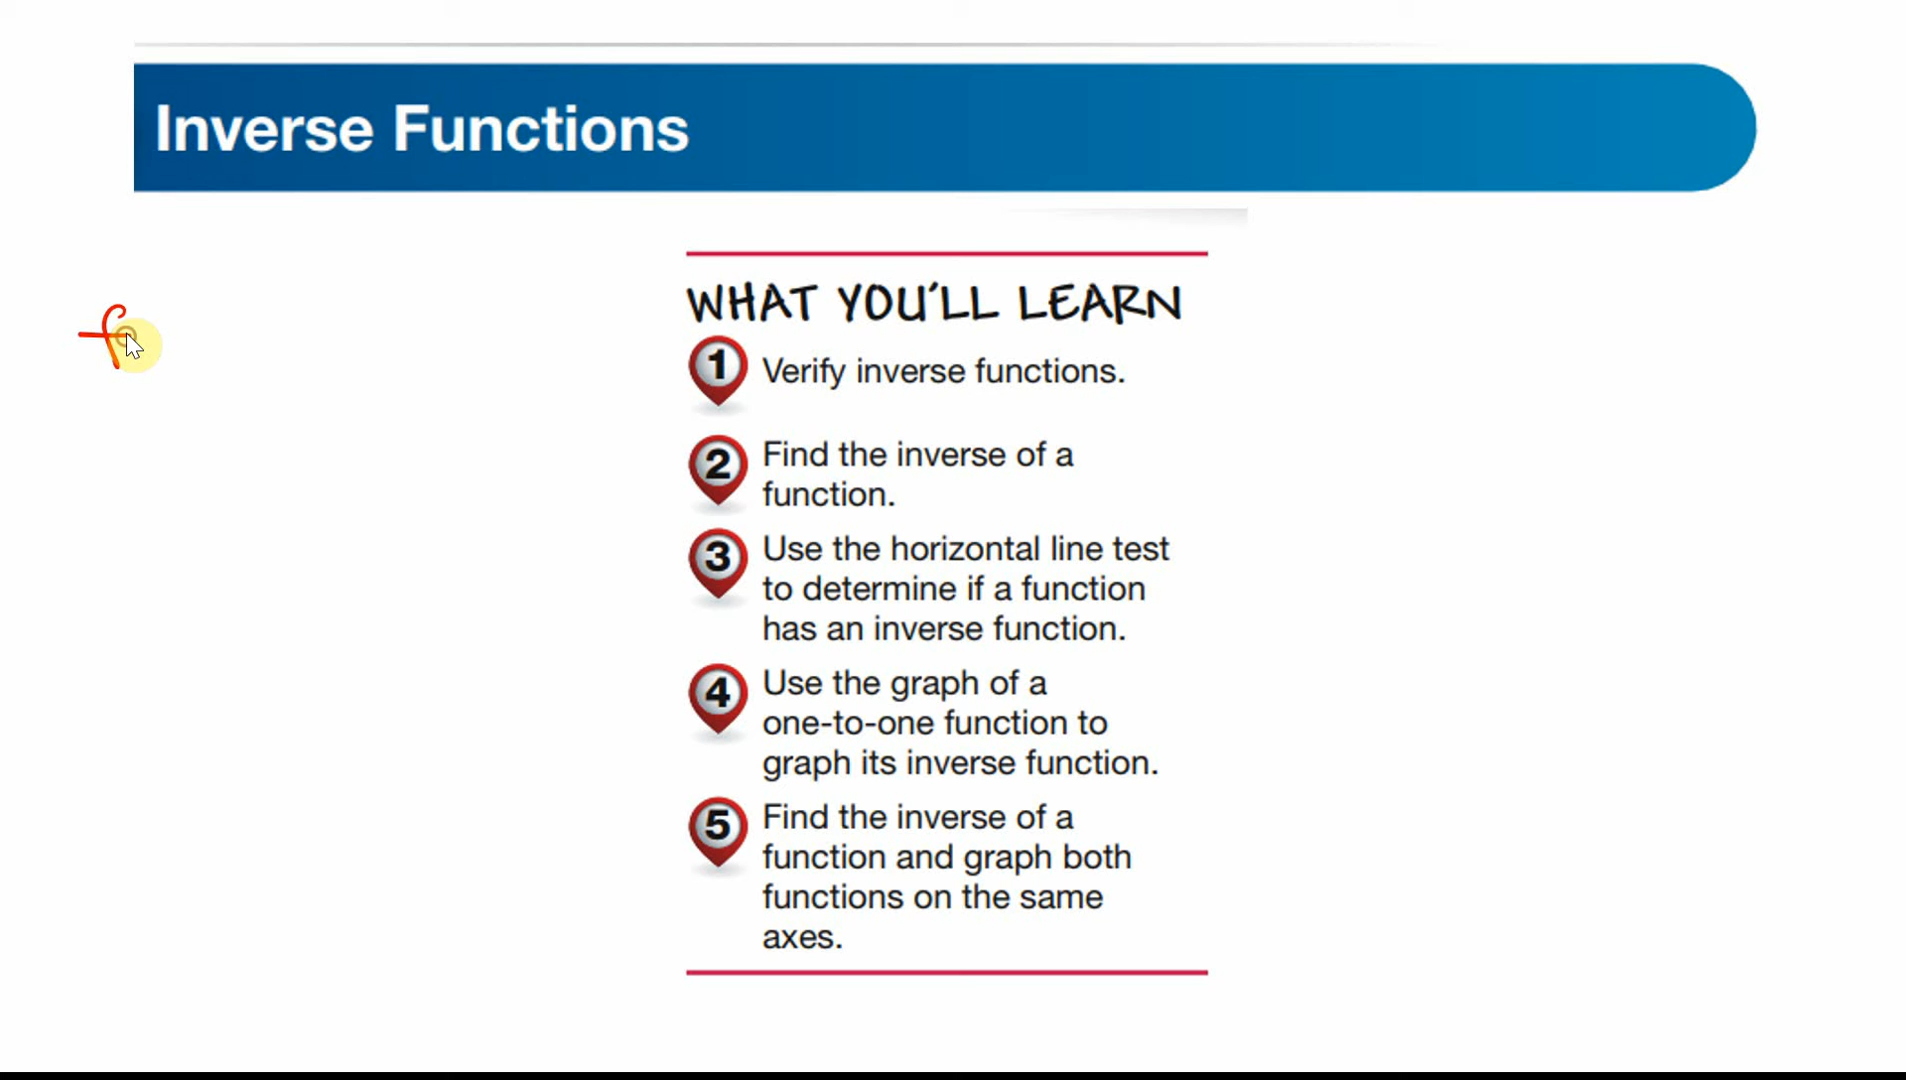 Inverse Functions
WHAT YOU'LL LEARN
1 Verify inverse functions.
2 Find the inverse of a
function.
3 Use the horizontal line test
to determine if a function
has an inverse function.
4 Use the graph of a
one-to-one function to
graph its inverse function.
5 Find the inverse of a
function and graph both
functions on the same
axes.
f